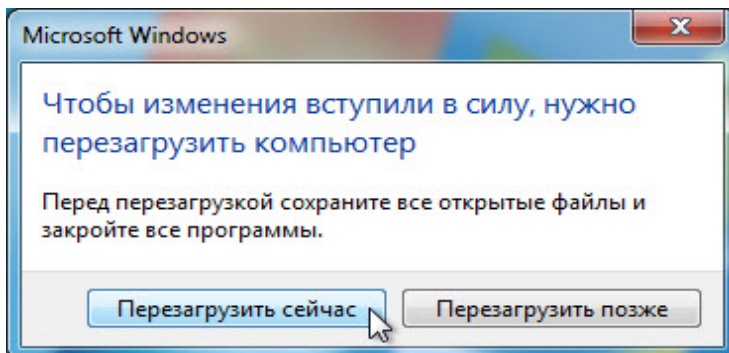 Microsoft Windows
Чтобы изменения вступили в силу, нужно
перезагрузить компьютер
Перед перезагрузкой сохраните все открытые файлы и
закройте все программы.
Перезагрузить сейчас
Перезагрузить позже